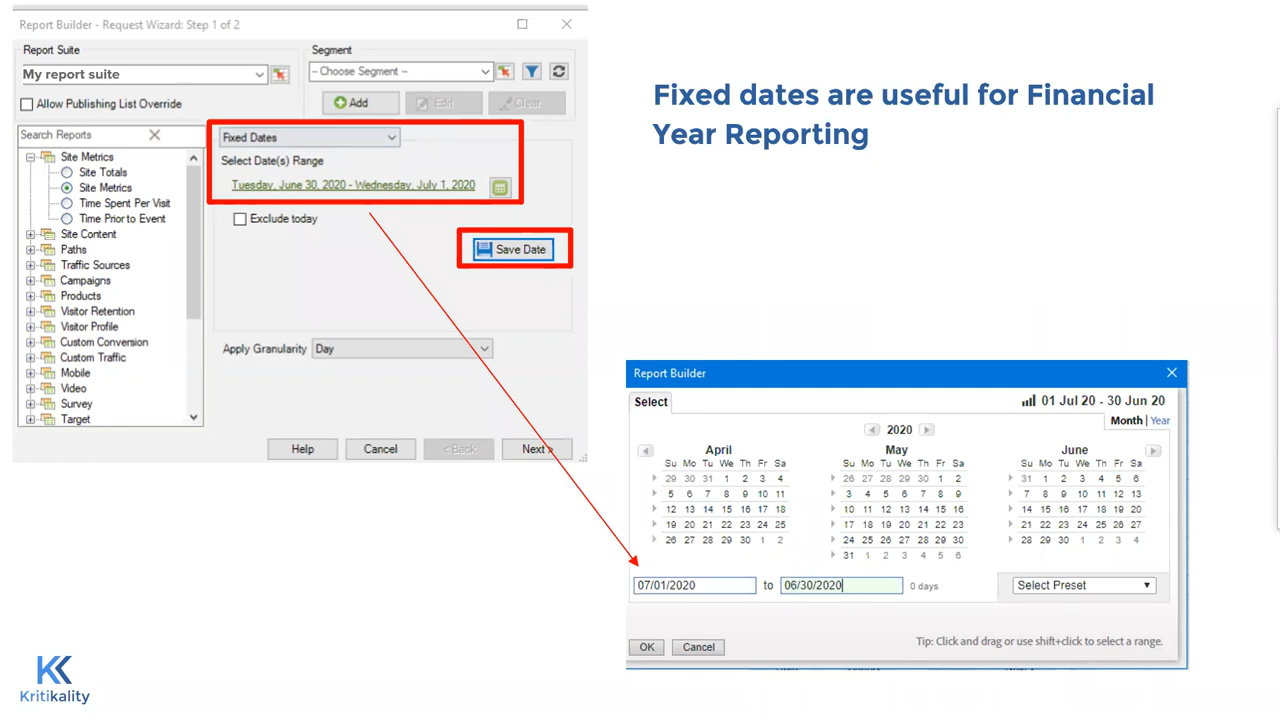 Report Builder - Request Wizard: Step 1 of 2
Report Suite
My report suite
Allow Publishing List Override
Segment
-- Choose Segment --
Add
Edit
Clear
Search Reports
Site Metrics
Site Totals
Site Metrics
Time Spent Per Visit
Time Prior to Event
Site Content
Paths
Traffic Sources
Campaigns
Products
Visitor Retention
Visitor Profile
Custom Conversion
Custom Traffic
Mobile
Video
Survey
Target
Fixed Dates
Select Date(s) Range
Tuesday, June 30, 2020 - Wednesday, July 1, 2020
Exclude today
Save Date
Apply Granularity Day
Help Cancel <Back Next >
Fixed dates are useful for Financial
Year Reporting
Report Builder
Select
01 Jul 20 - 30 Jun 20
Month | Year
2020
April
Su Mo Tu We Th Fr Sa
29 30 31 1 2 3 4
5 6 7 8 9 10 11
12 13 14 15 16 17 18
19 20 21 22 23 24 25
26 27 28 29 30 1 2
May
Su Mo Tu We Th Fr Sa
26 27 28 29 30 1 2
3 4 5 6 7 8 9
10 11 12 13 14 15 16
17 18 19 20 21 22 23
24 25 26 27 28 29 30
31 1 2 3 4 5 6
June
Su Mo Tu We Th Fr Sa
31 1 2 3 4 5 6
7 8 9 10 11 12 13
14 15 16 17 18 19 20
21 22 23 24 25 26 27
28 29 30 1 2 3 4
07/01/2020 to 06/30/2020 0 days
Select Preset
OK Cancel
Tip: Click and drag or use shift+click to select a range.
Kritikality